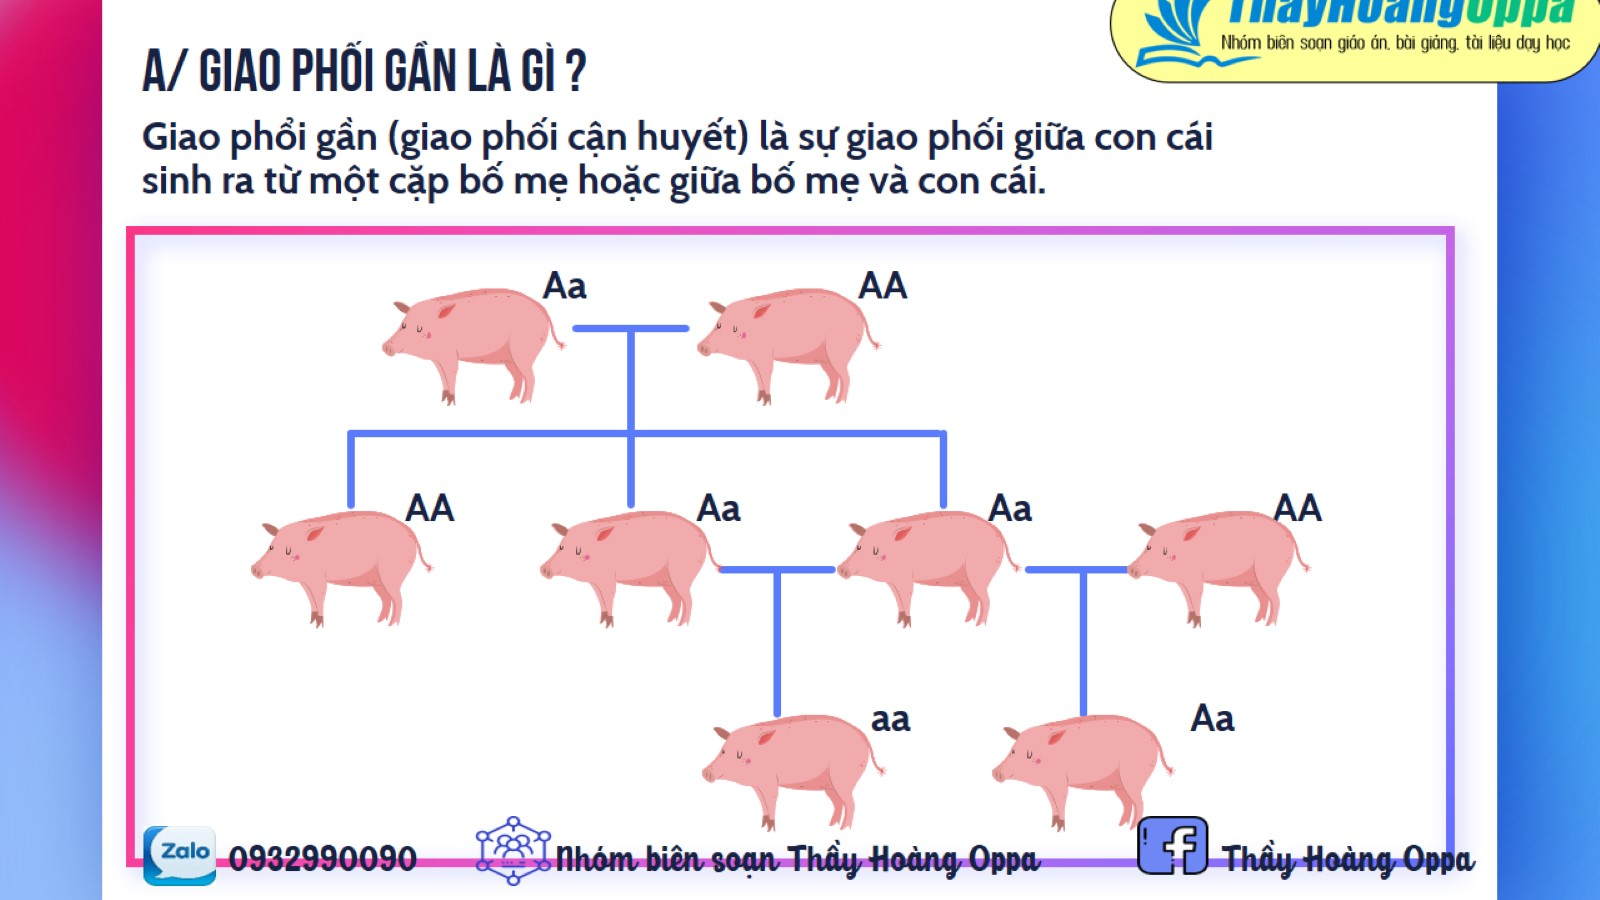 ThầyHoàngOppa
Nhóm biên soạn giáo án, bài giảng, tài liệu dạy học
A/ GIAO PHỐI GẦN LÀ GÌ ?
Giao phổi gần (giao phối cận huyết) là sự giao phối giữa con cái
sinh ra từ một cặp bố mẹ hoặc giữa bố mẹ và con cái.
Aa AA
AA Aa Aa AA
aa Aa
Zalo 0932990090 Nhóm biên soạn Thầy Hoàng Oppa f Thầy Hoàng Oppa